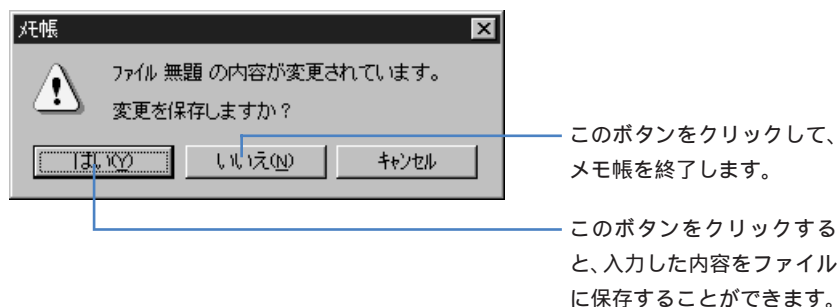 ﾒﾓ帳
ﾌｧｲﾙ 無題 の内容が変更されています。
変更を保存しますか？
はい(Y)
いいえ(N)
ｷｬﾝｾﾙ
このボタンをクリックして、
メモ帳を終了します。
このボタンをクリックする
と、入力した内容をファイル
に保存することができます。